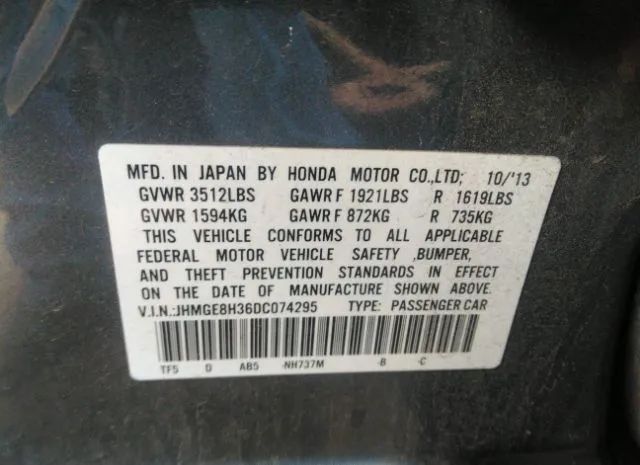 MFD. IN JAPAN BY HONDA MOTOR CO.,LTD; 10/'13
GVWR 3512LBS GAWR F 1921LBS R 1619LBS
GVWR 1594KG GAWR F 872KG R 735KG
THIS VEHICLE CONFORMS TO ALL APPLICABLE
FEDERAL MOTOR VEHICLE SAFETY ,BUMPER,
AND THEFT PREVENTION STANDARDS IN EFFECT
ON THE DATE OF MANUFACTURE SHOWN ABOVE.
V.I.N.:JHMGE8H36DC074295 TYPE: PASSENGER CAR
TF5 D AB5 -NH737M -B -C